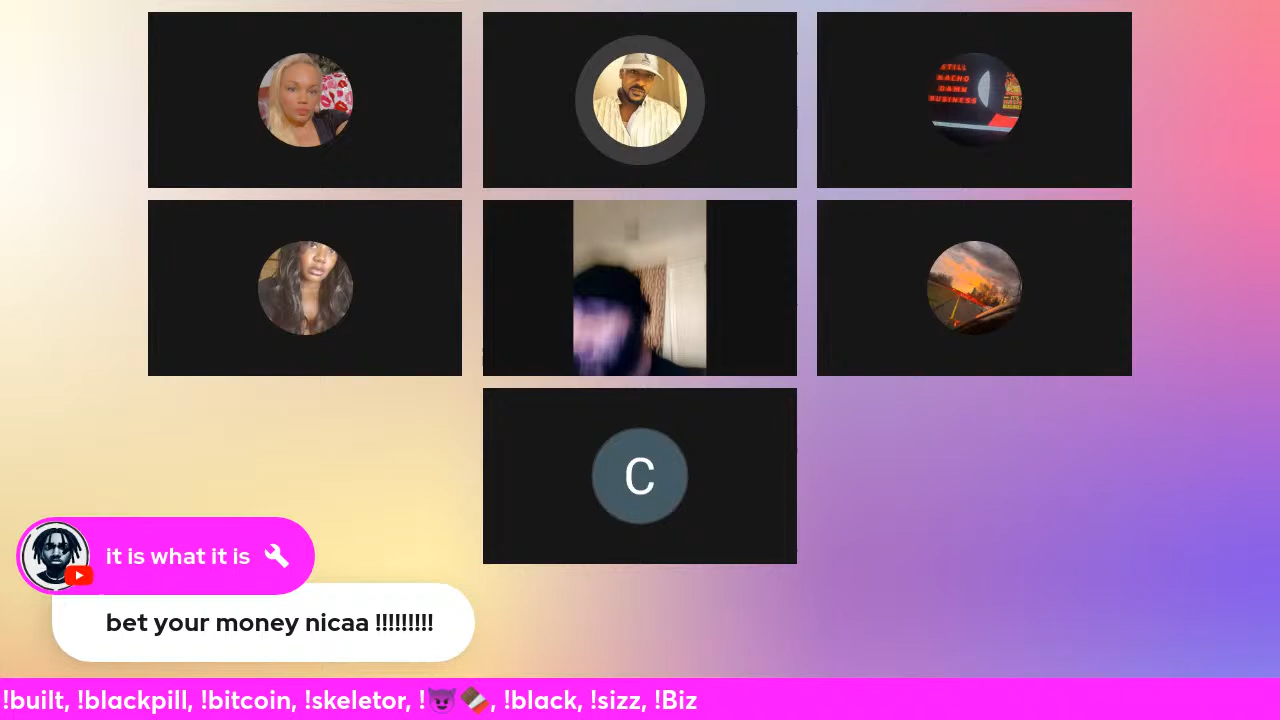 STILL
NACHO
DAMN
BUSINESS
C
it is what it is
bet your money nicaa !!!!!!!!!
!built, !blackpill, !bitcoin, !skeletor, !😈🍫, !black, !sizz, !Biz